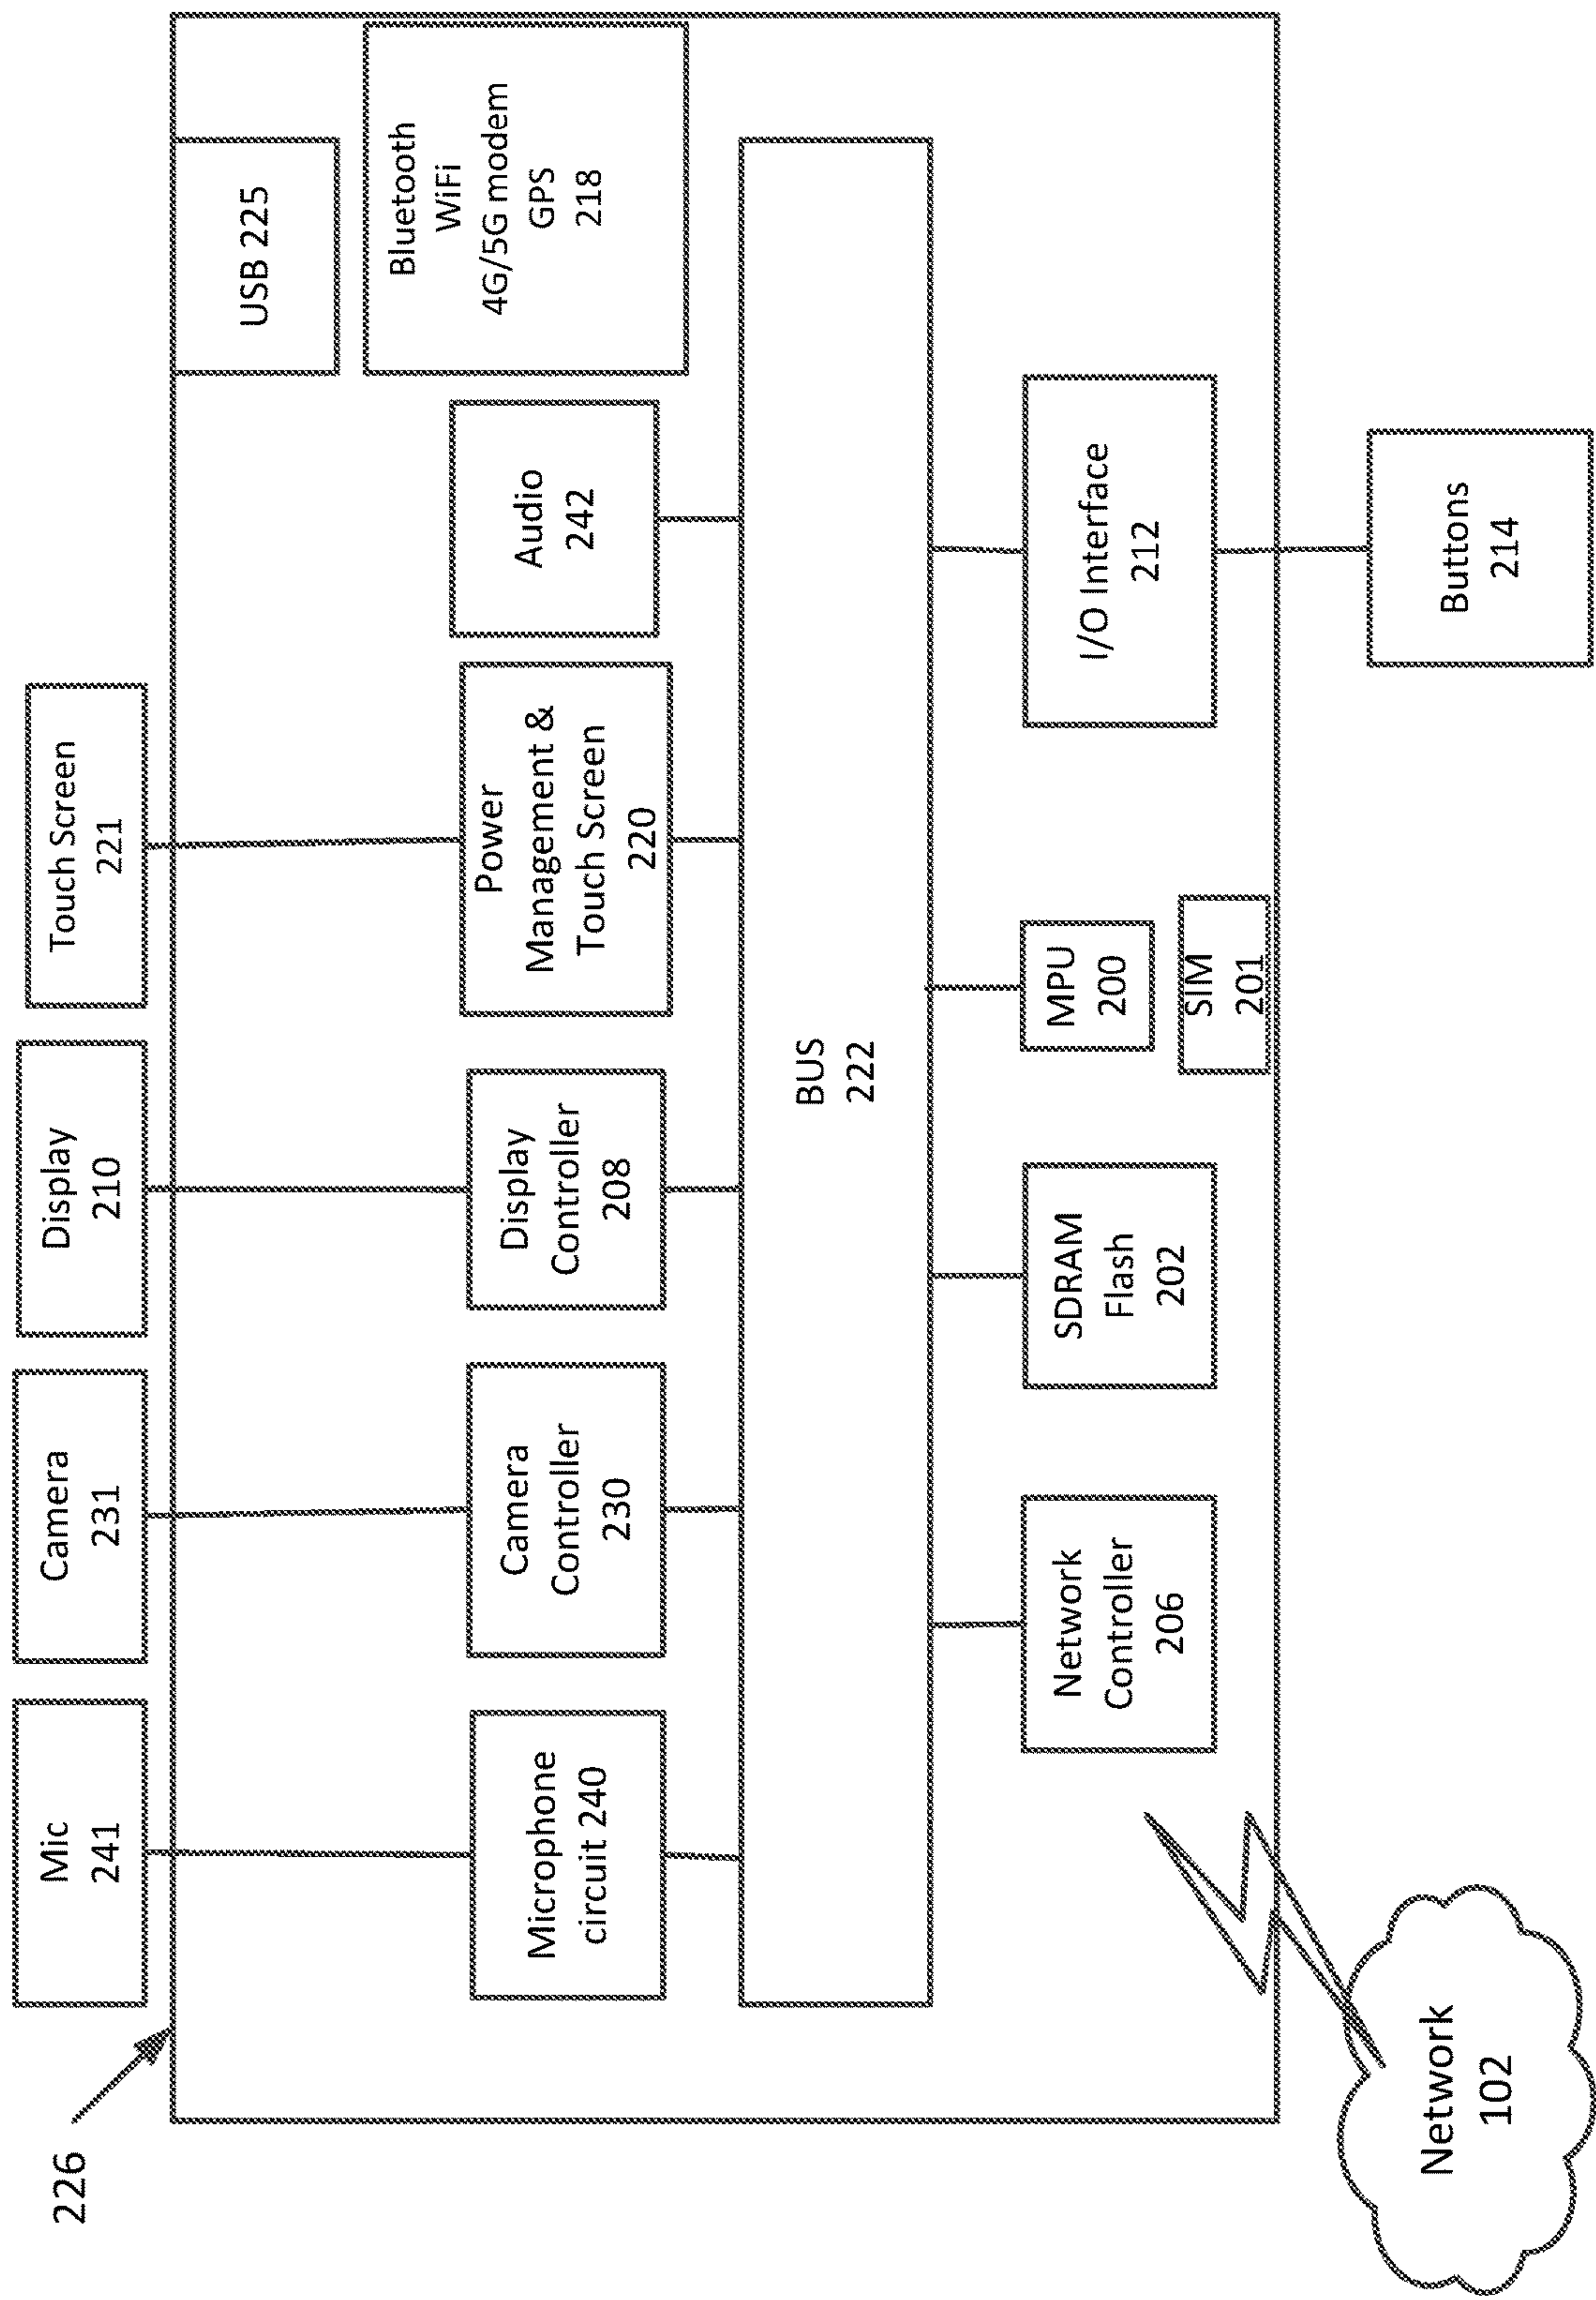 226
Mic
241
Camera
231
Display
210
Touch Screen
221
USB 225
Microphone
circuit 240
Camera
Controller
230
Display
Controller
208
Power
Management &
Touch Screen
220
Audio
242
Bluetooth
WiFi
4G/5G modem
GPS
218
BUS
222
Network
Controller
206
SDRAM
Flash
202
MPU
200
SIM
201
I/O Interface
212
Network
102
Buttons
214